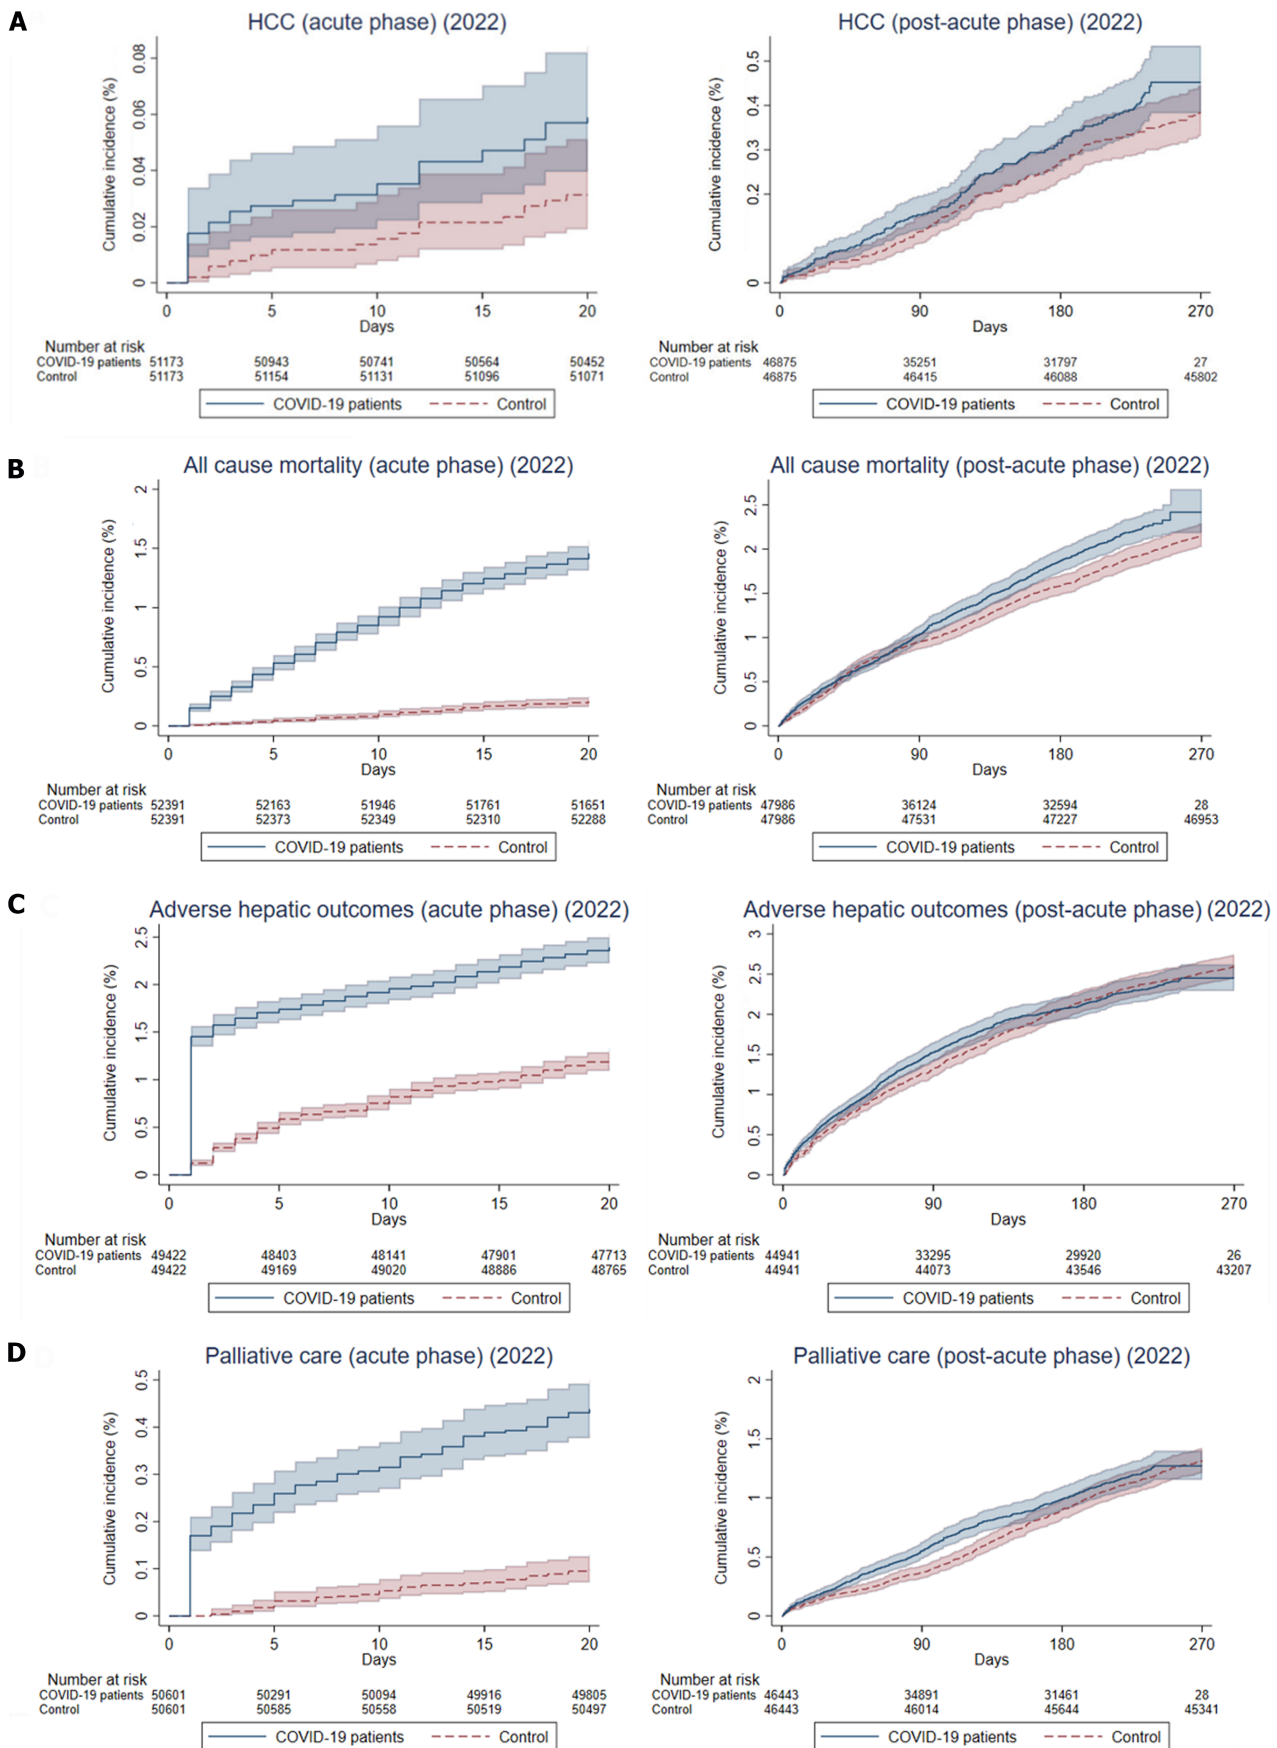 A
HCC (acute phase) (2022)
Cumulative incidence (%)
0.08
0.06
0.04
0.02
0
0 5 10 15 20
Days
Number at risk
COVID-19 patients 51173 50943 50741 50564 50452
Control 51173 51154 51131 51096 51071
COVID-19 patients Control
HCC (post-acute phase) (2022)
Cumulative incidence (%)
0.5
0.4
0.3
0.2
0
0 90 180 270
Days
Number at risk
COVID-19 patients 46875 35251 31797 27
Control 46875 46415 46088 45802
COVID-19 patients Control
B
All cause mortality (acute phase) (2022)
Cumulative incidence (%)
2
1.5
1
0.5
0
0 5 10 15 20
Days
Number at risk
COVID-19 patients 52391 52163 51946 51761 51651
Control 52391 52373 52349 52310 52288
COVID-19 patients Control
All cause mortality (post-acute phase) (2022)
Cumulative incidence (%)
2.5
2
1.5
1
0.5
0
0 90 180 270
Days
Number at risk
COVID-19 patients 47986 36124 32594 28
Control 47986 47531 47227 46953
COVID-19 patients Control
C
Adverse hepatic outcomes (acute phase) (2022)
Cumulative incidence (%)
2.5
2
1.5
1
0.5
0
0 5 10 15 20
Days
Number at risk
COVID-19 patients 49422 48403 48141 47901 47713
Control 49422 49169 49020 48886 48765
COVID-19 patients Control
Adverse hepatic outcomes (post-acute phase) (2022)
Cumulative incidence (%)
3
2.5
2
1.5
1
0.5
0
0 90 180 270
Days
Number at risk
COVID-19 patients 44941 33295 29920 26
Control 44941 44073 43546 43207
COVID-19 patients Control
D
Palliative care (acute phase) (2022)
Cumulative incidence (%)
0.5
0.4
0.3
0.2
0.1
0
0 5 10 15 20
Days
Number at risk
COVID-19 patients 50601 50291 50094 49916 49805
Control 50601 50585 50558 50519 50497
COVID-19 patients Control
Palliative care (post-acute phase) (2022)
Cumulative incidence (%)
2
1.5
1
0.5
0
0 90 180 270
Days
Number at risk
COVID-19 patients 46443 34891 31461 28
Control 46443 46014 45644 45341
COVID-19 patients Control